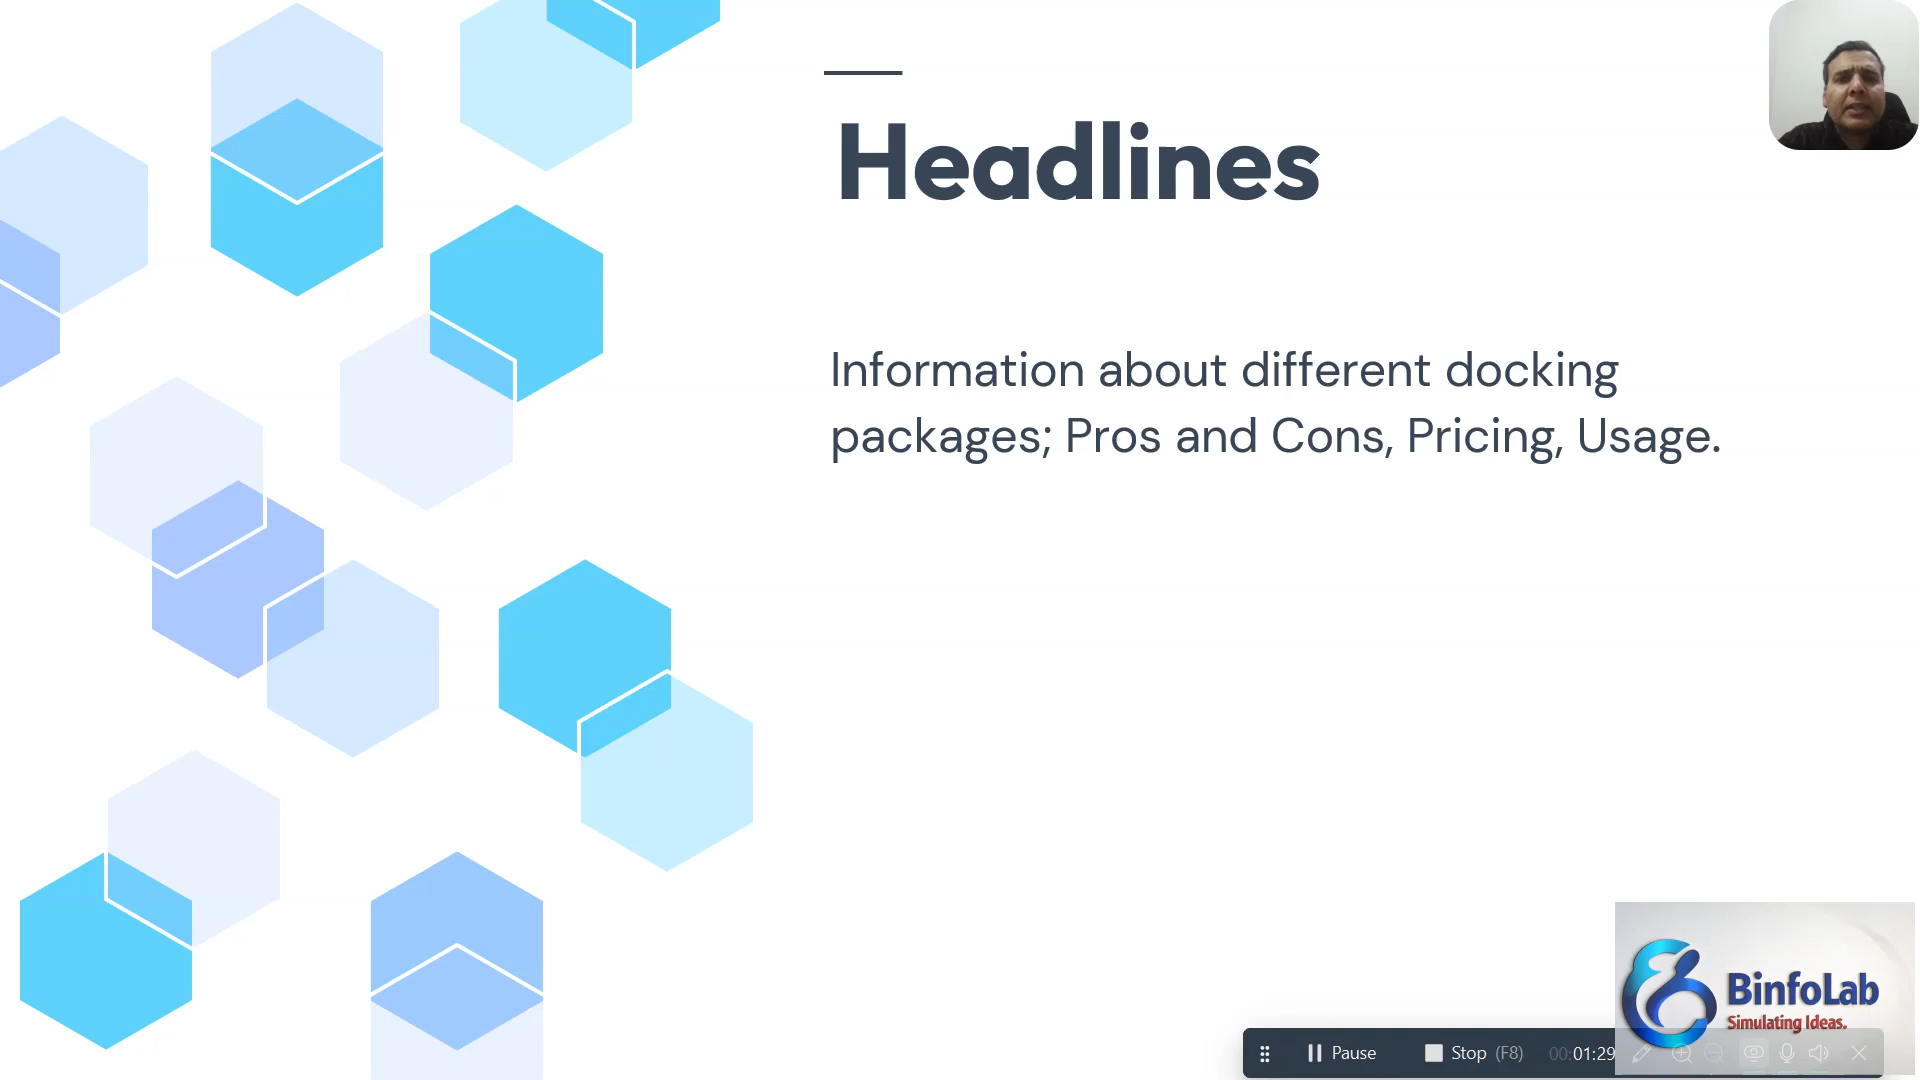 Headlines
Information about different docking
packages; Pros and Cons, Pricing, Usage.
BinfoLab
Simulating Ideas.
Pause
Stop (F8)
00:01:29